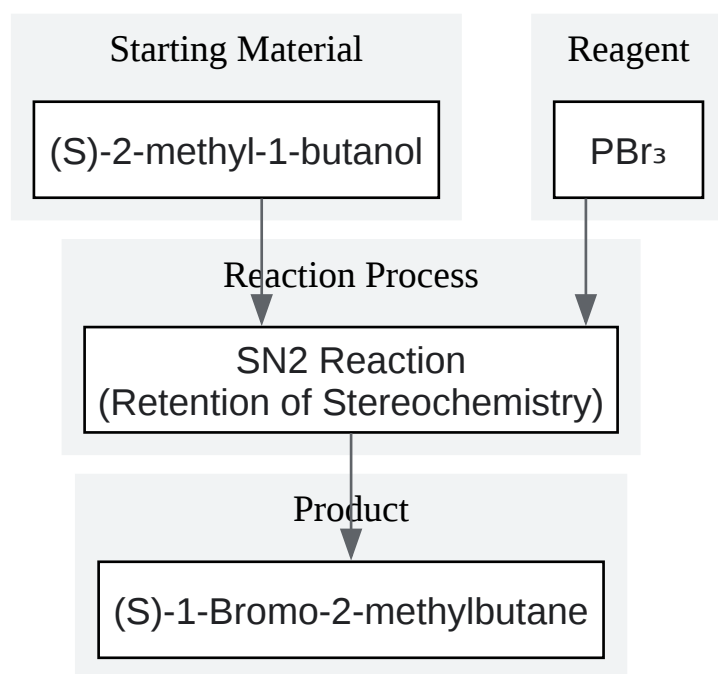 Starting Material
Reagent
(S)-2-methyl-1-butanol
PBr₃
Reaction Process
SN2 Reaction
(Retention of Stereochemistry)
Product
(S)-1-Bromo-2-methylbutane